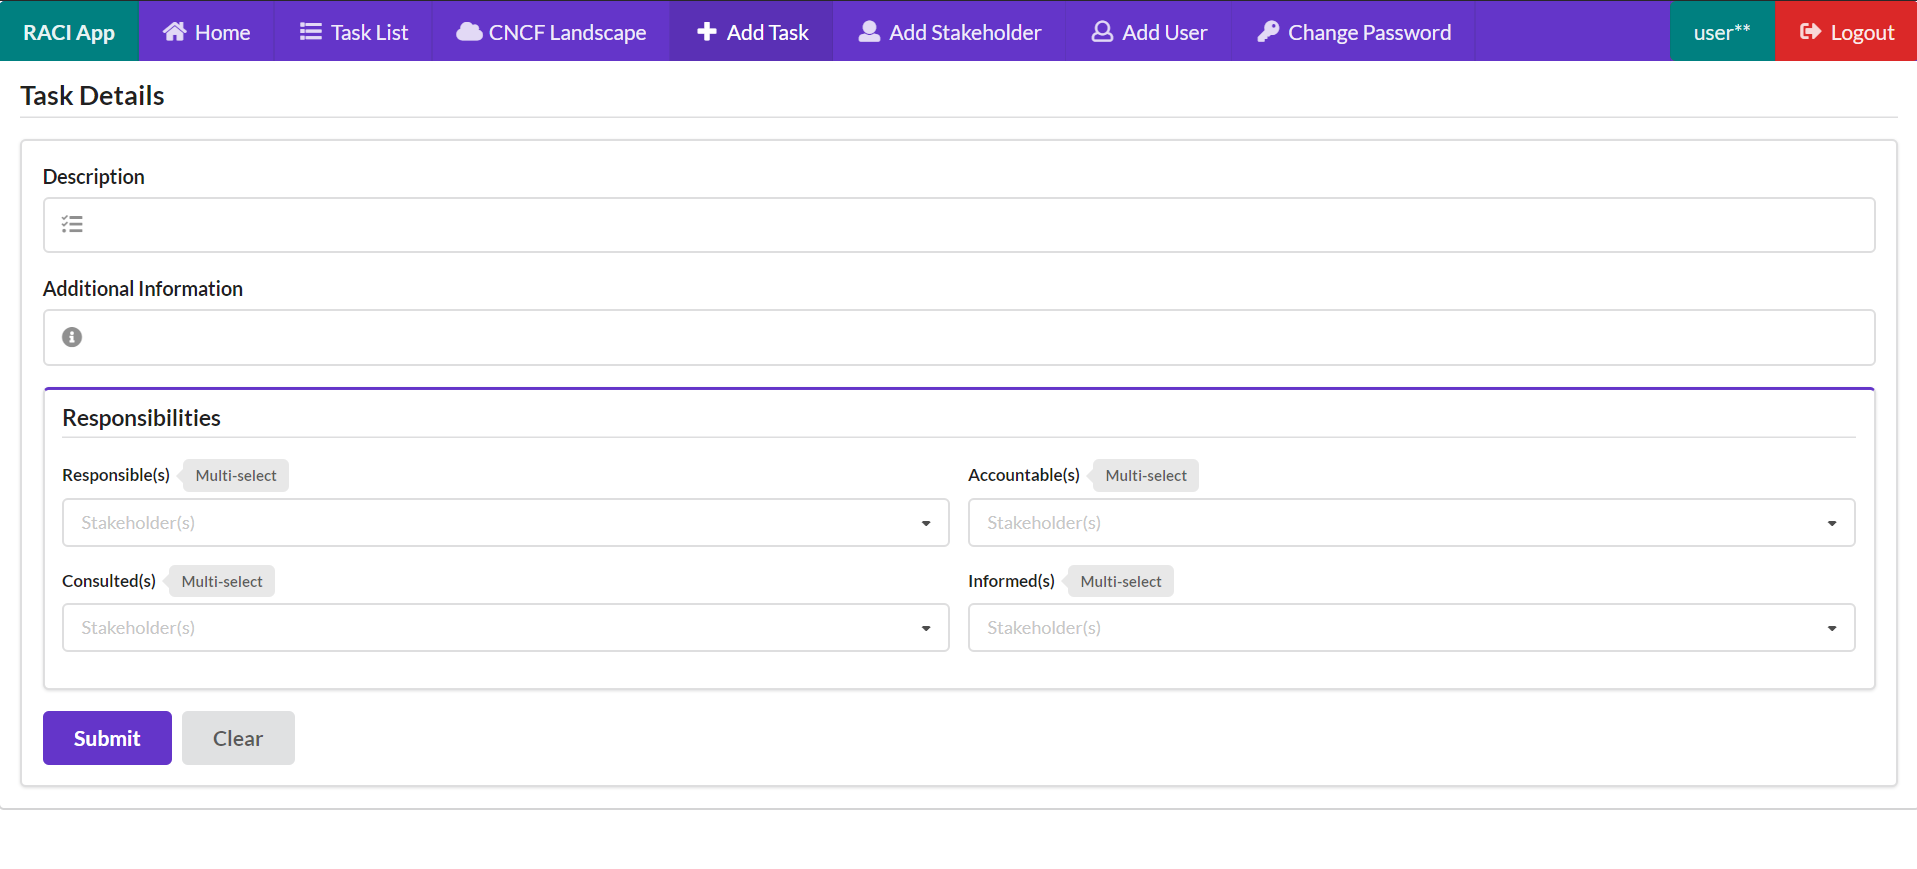 RACI App Home Task List CNCF Landscape Add Task Add Stakeholder Add User Change Password user** Logout
Task Details
Description
Additional Information
Responsibilities
Responsible(s) Multi-select Accountable(s) Multi-select
Stakeholder(s) Stakeholder(s)
Consulted(s) Multi-select Informed(s) Multi-select
Stakeholder(s) Stakeholder(s)
Submit Clear